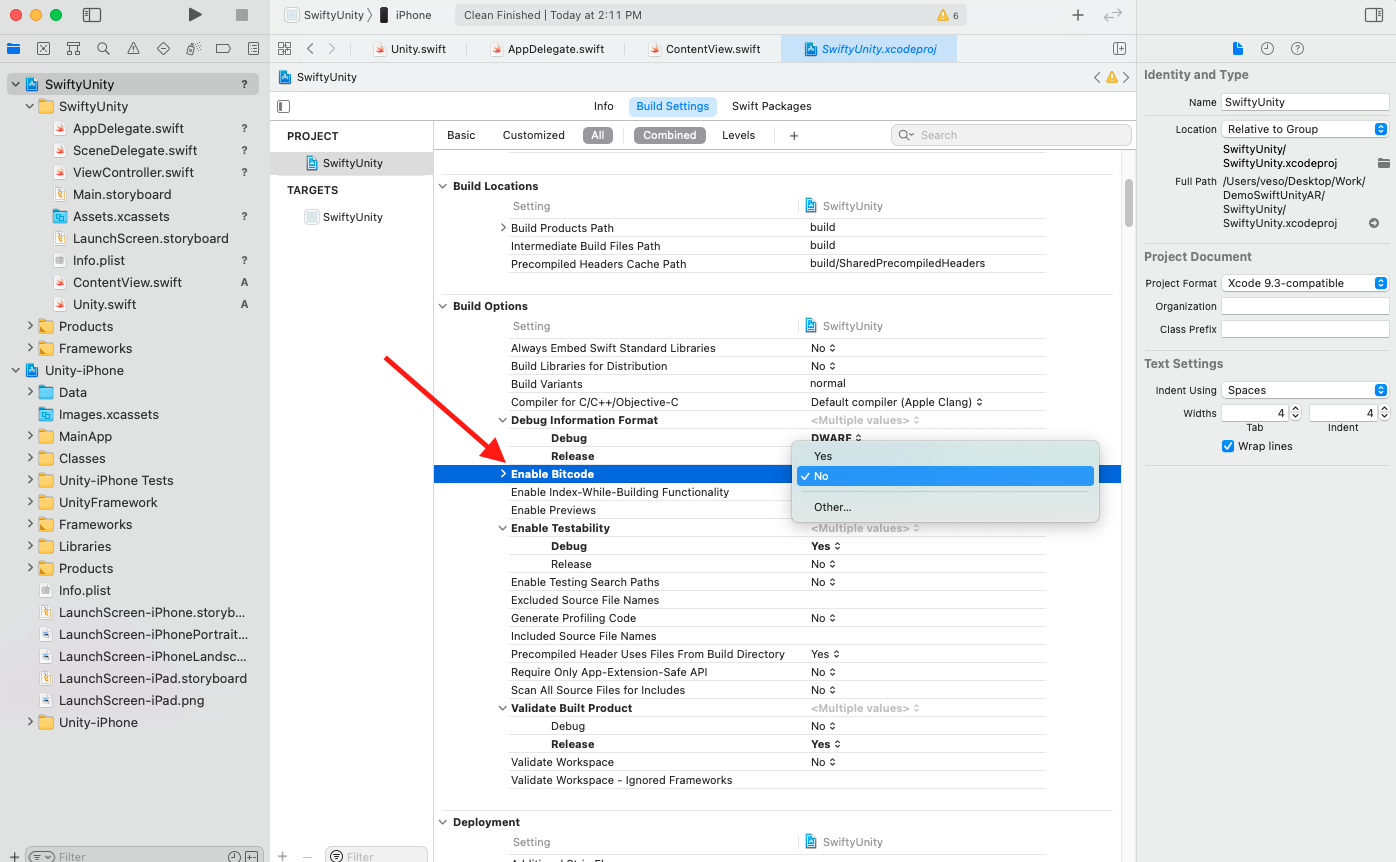 SwiftyUnity
iPhone
Clean Finished | Today at 2:11 PM
6
Unity.swift
AppDelegate.swift
ContentView.swift
SwiftyUnity.xcodeproj
SwiftyUnity
SwiftyUnity ?
SwiftyUnity
AppDelegate.swift ?
SceneDelegate.swift ?
ViewController.swift ?
Main.storyboard
Assets.xcassets ?
LaunchScreen.storyboard
Info.plist ?
ContentView.swift A
Unity.swift A
Products
Frameworks
Unity-iPhone
Data
Images.xcassets
MainApp
Classes
Unity-iPhone Tests
UnityFramework
Frameworks
Libraries
Products
Info.plist
LaunchScreen-iPhone.storyb...
LaunchScreen-iPhonePortrait...
LaunchScreen-iPhoneLandsc...
LaunchScreen-iPad.storyboard
LaunchScreen-iPad.png
Unity-iPhone
Filter
Info Build Settings Swift Packages
PROJECT
SwiftyUnity
TARGETS
SwiftyUnity
Filter
Basic Customized All Combined Levels + Search
Build Locations
Setting SwiftyUnity
Build Products Path build
Intermediate Build Files Path build
Precompiled Headers Cache Path build/SharedPrecompiledHeaders
Build Options
Setting SwiftyUnity
Always Embed Swift Standard Libraries No
Build Libraries for Distribution No
Build Variants normal
Compiler for C/C++/Objective-C Default compiler (Apple Clang)
Debug Information Format <Multiple values>
Debug DWARF
Release
Enable Bitcode
Yes
No
Other...
Enable Index-While-Building Functionality
Enable Previews
Enable Testability <Multiple values>
Debug Yes
Release No
Enable Testing Search Paths No
Excluded Source File Names
Generate Profiling Code No
Included Source File Names
Precompiled Header Uses Files From Build Directory Yes
Require Only App-Extension-Safe API No
Scan All Source Files for Includes No
Validate Built Product <Multiple values>
Debug No
Release Yes
Validate Workspace No
Validate Workspace - Ignored Frameworks
Deployment
Setting SwiftyUnity
Identity and Type
Name SwiftyUnity
Location Relative to Group
SwiftyUnity/
SwiftyUnity.xcodeproj
Full Path /Users/veso/Desktop/Work/
DemoSwiftUnityAR/
SwiftyUnity/
SwiftyUnity.xcodeproj
Project Document
Project Format Xcode 9.3-compatible
Organization
Class Prefix
Text Settings
Indent Using Spaces
Widths 4 4
Tab Indent
Wrap lines